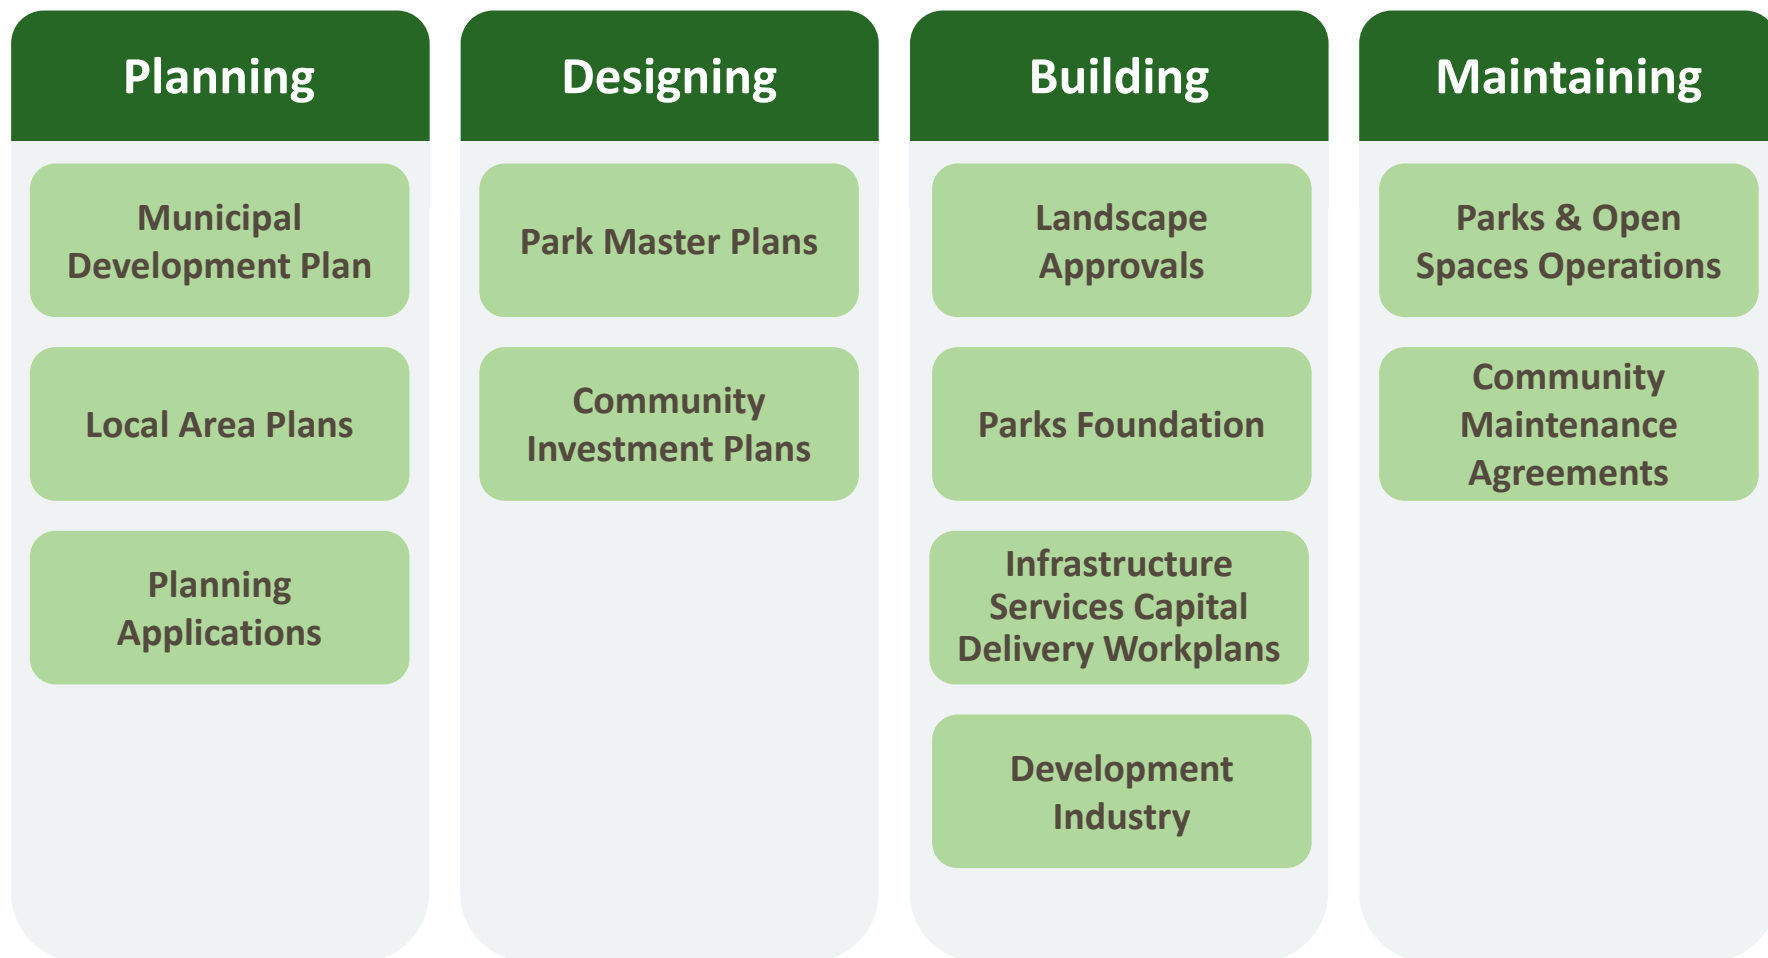 Planning
Municipal
Development Plan
Local Area Plans
Planning
Applications
Designing
Park Master Plans
Community
Investment Plans
Building
Landscape
Approvals
Parks Foundation
Infrastructure
Services Capital
Delivery Workplans
Development
Industry
Maintaining
Parks & Open
Spaces Operations
Community
Maintenance
Agreements